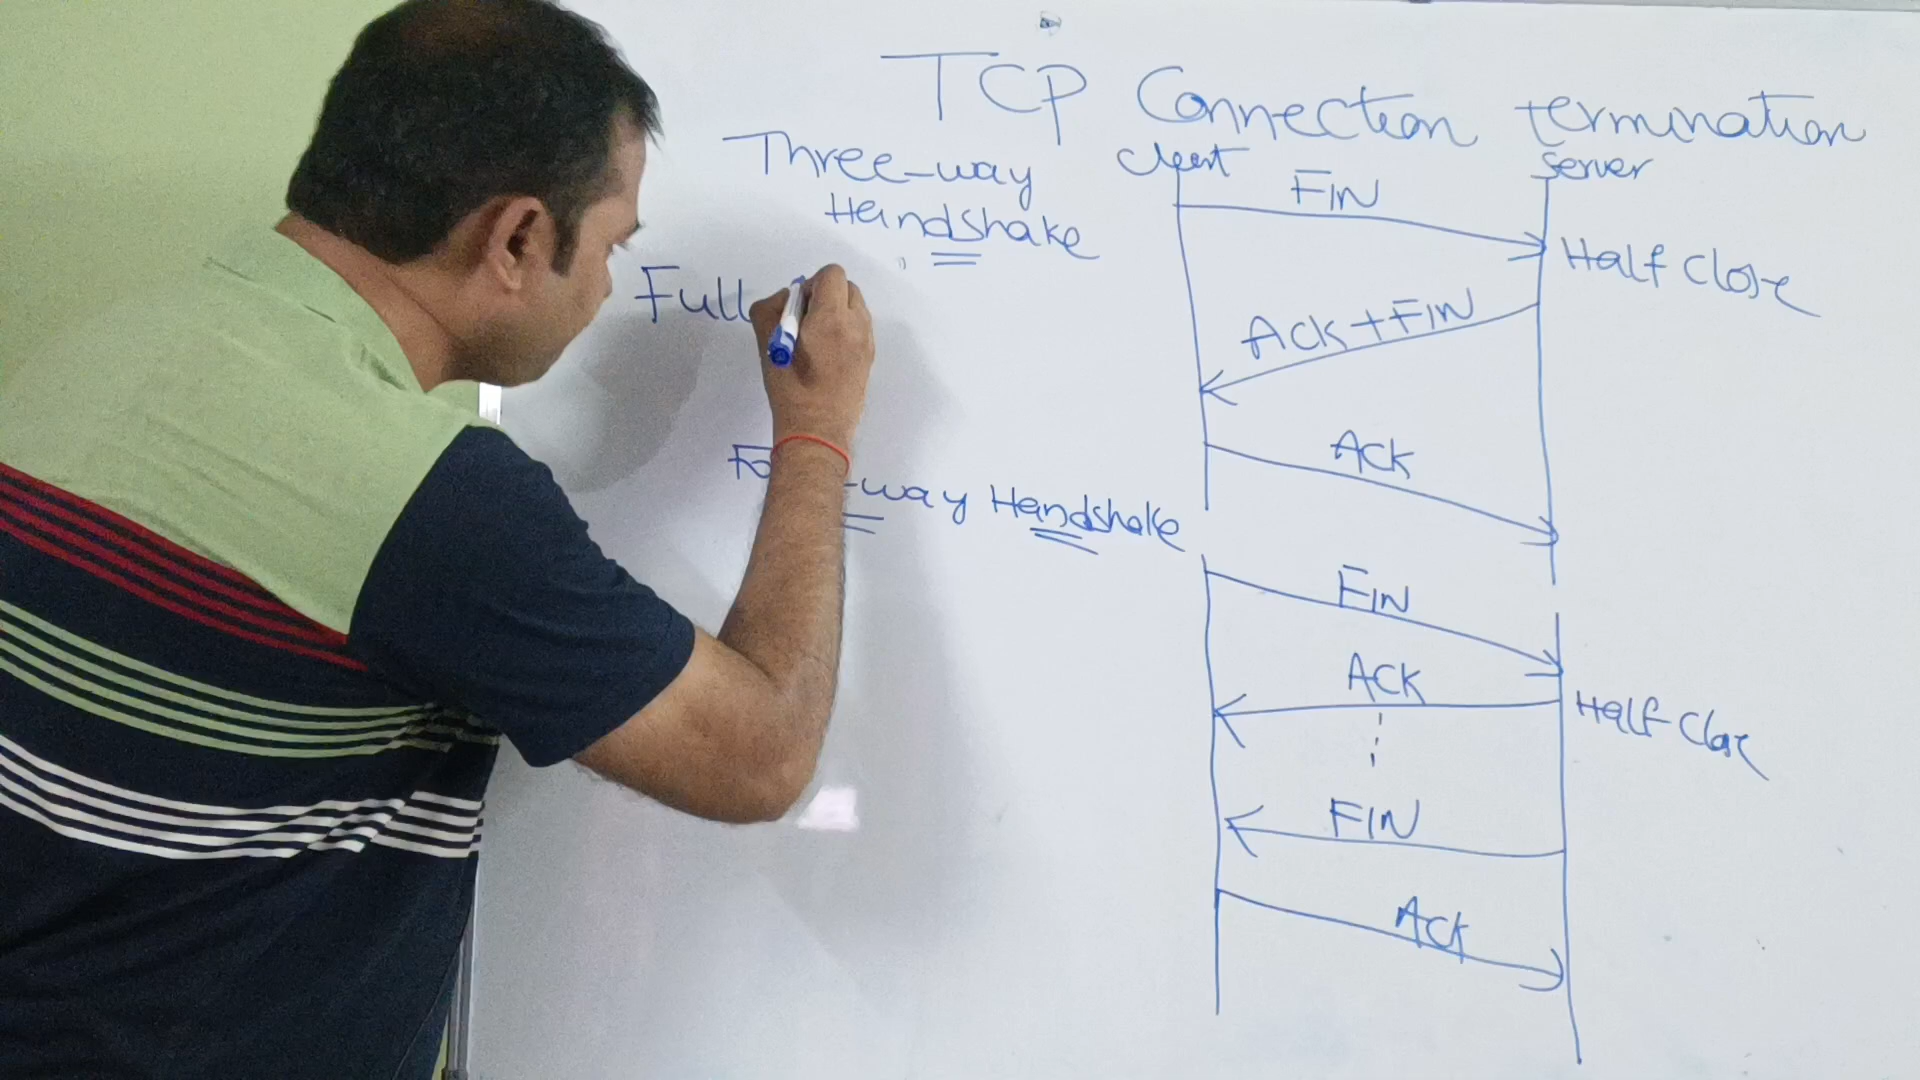 TCP Connection termination
Three-way
Handshake
Client
Server
FIN
Half Close
Full
Ack+FIN
Ack
-way Handshake
FIN
Ack
Half Close
FIN
Ack